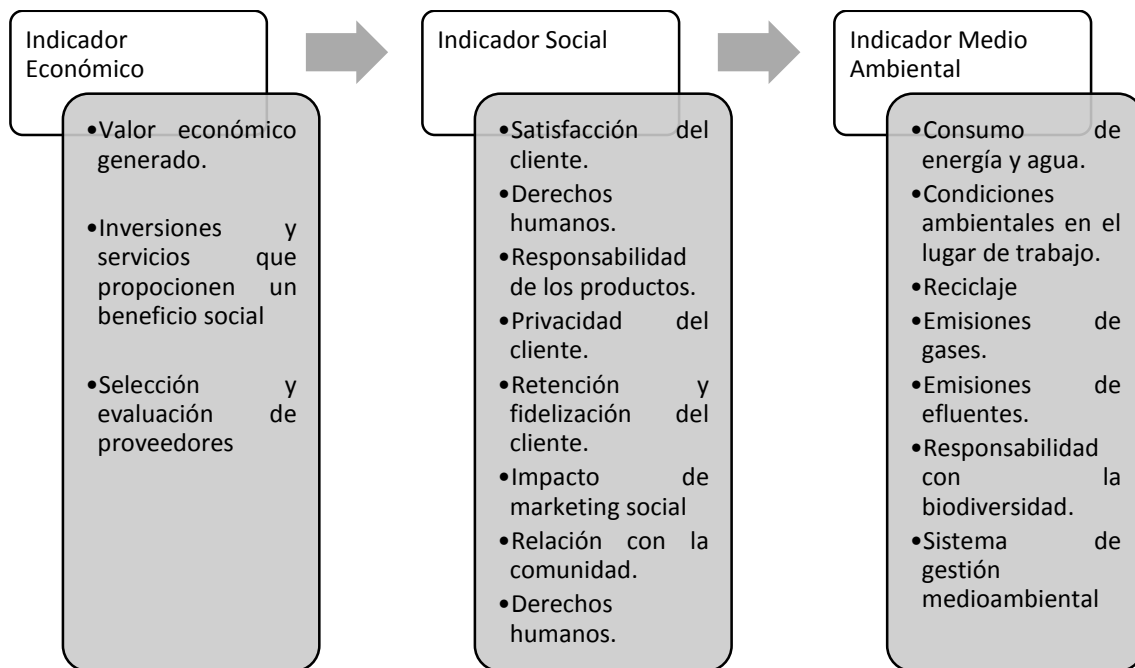 Indicador
Económico
•Valor económico
generado.
•Inversiones y
servicios que
propocionen un
beneficio social
•Selección y
evaluación de
proveedores
Indicador Social
•Satisfacción del
cliente.
•Derechos
humanos.
•Responsabilidad
de los productos.
•Privacidad del
cliente.
•Retención y
fidelización del
cliente.
•Impacto de
marketing social
•Relación con la
comunidad.
•Derechos
humanos.
Indicador Medio
Ambiental
•Consumo de
energía y agua.
•Condiciones
ambientales en el
lugar de trabajo.
•Reciclaje
•Emisiones de
gases.
•Emisiones de
efluentes.
•Responsabilidad
con la
biodiversidad.
•Sistema de
gestión
medioambiental